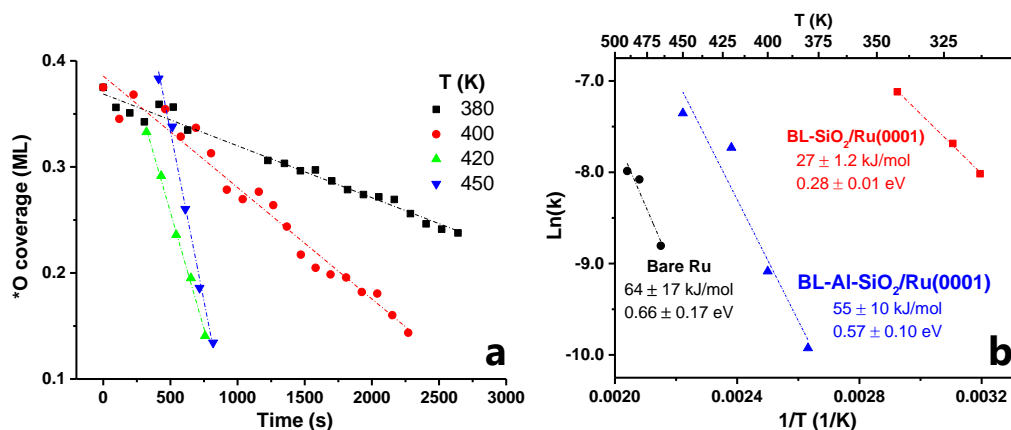 0.4
0.3
0.2
0.1
*O coverage (ML)
0
500
1000
1500
2000
2500
3000
Time (s)
T (K)
380
400
420
450
a
T (K)
500
475
450
425
400
375
350
325
-7.0
-8.0
-9.0
-10.0
Ln(k)
0.0020
0.0024
0.0028
0.0032
1/T (1/K)
BL-SiO₂/Ru(0001)
27 ± 1.2 kJ/mol
0.28 ± 0.01 eV
Bare Ru
64 ± 17 kJ/mol
0.66 ± 0.17 eV
BL-Al-SiO₂/Ru(0001)
55 ± 10 kJ/mol
0.57 ± 0.10 eV
b